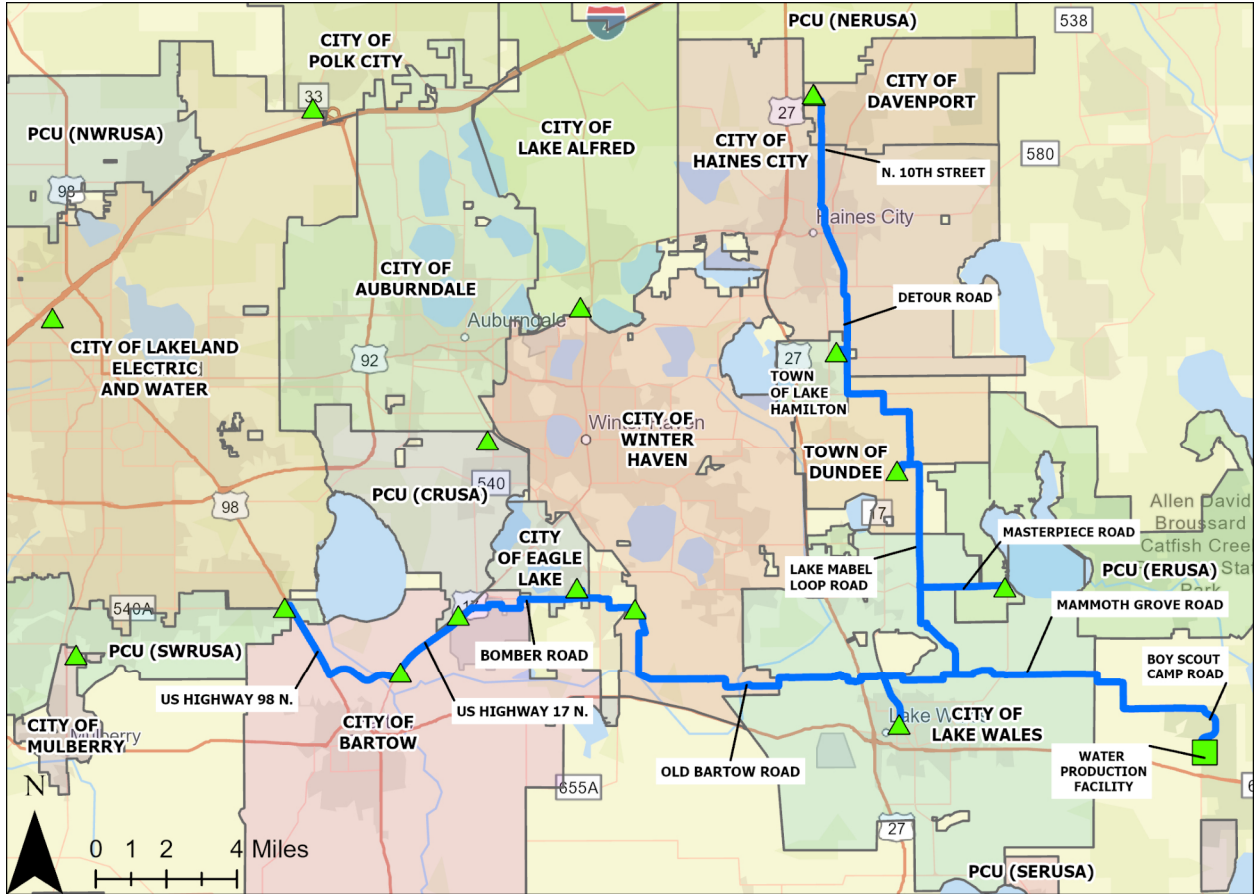 PCU (NERUSA)
538
4
CITY OF
POLK CITY
33
CITY OF
DAVENPORT
27
PCU (NWRUSA)
CITY OF
LAKE ALFRED
CITY OF
HAINES CITY
580
N. 10TH STREET
98
Haines City
CITY OF
AUBURNDALE
DETOUR ROAD
Auburndale
CITY OF LAKELAND
ELECTRIC
AND WATER
92
27
TOWN
OF LAKE
HAMILTON
Winter Haven
CITY OF
WINTER
HAVEN
TOWN OF
DUNDEE
540
PCU (CRUSA)
98
17
Allen David
Broussard
Catfish Cree
Stat
Park
MASTERPIECE ROAD
CITY
OF EAGLE
LAKE
LAKE MABEL
LOOP ROAD
PCU (ERUSA)
540A
17
MAMMOTH GROVE ROAD
PCU (SWRUSA)
BOMBER ROAD
BOY SCOUT
CAMP ROAD
US HIGHWAY 98 N.
US HIGHWAY 17 N.
CITY OF
MULBERRY
Mulberry
CITY OF
BARTOW
CITY OF
LAKE WALES
OLD BARTOW ROAD
WATER
PRODUCTION
FACILITY
655A
6
N
27
0 1 2 4 Miles
PCU (SERUSA)